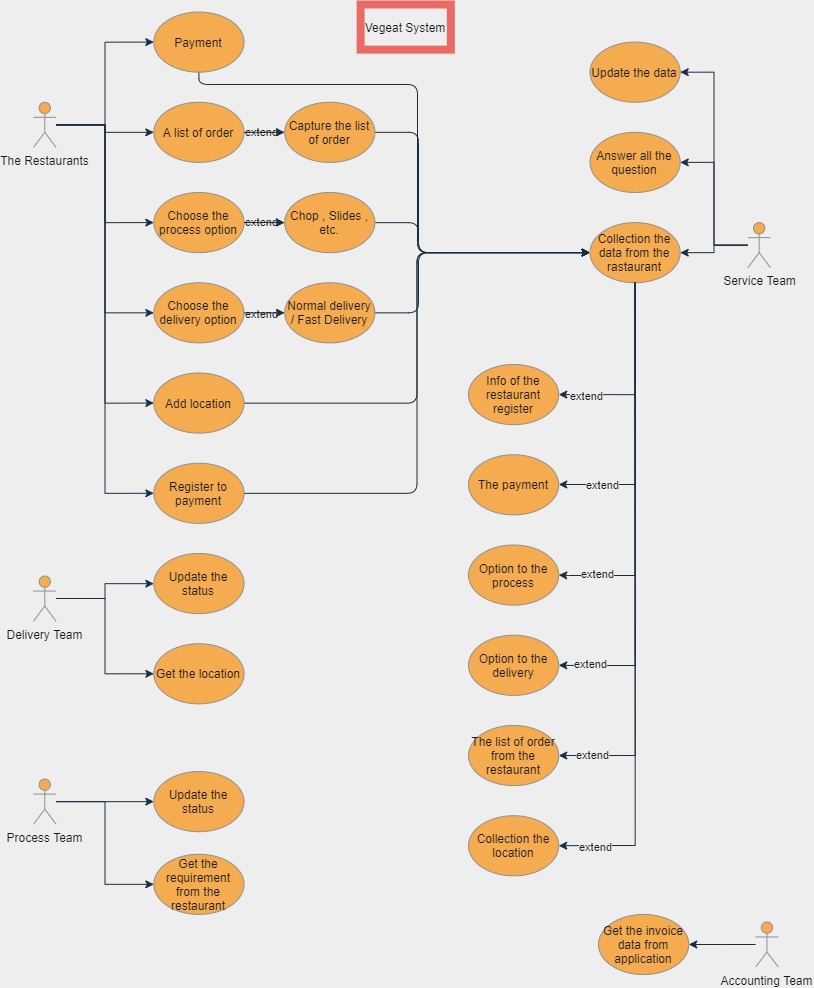 Vegeat System
Payment
Update the data
The Restaurants
A list of order
extend
Capture the list
of order
Answer all the
question
Choose the
process option
extend
Chop , Slides ,
etc.
Collection the
data from the
rastaurant
Service Team
Choose the
delivery option
extend
Normal delivery
/ Fast Delivery
Add location
Info of the
restaurant
register
extend
Register to
payment
The payment
extend
Delivery Team
Update the
status
Option to the
process
extend
Get the location
Option to the
delivery
extend
The list of order
from the
restaurant
extend
Process Team
Update the
status
Collection the
location
extend
Get the
requirement
from the
restaurant
Get the invoice
data from
application
Accounting Team